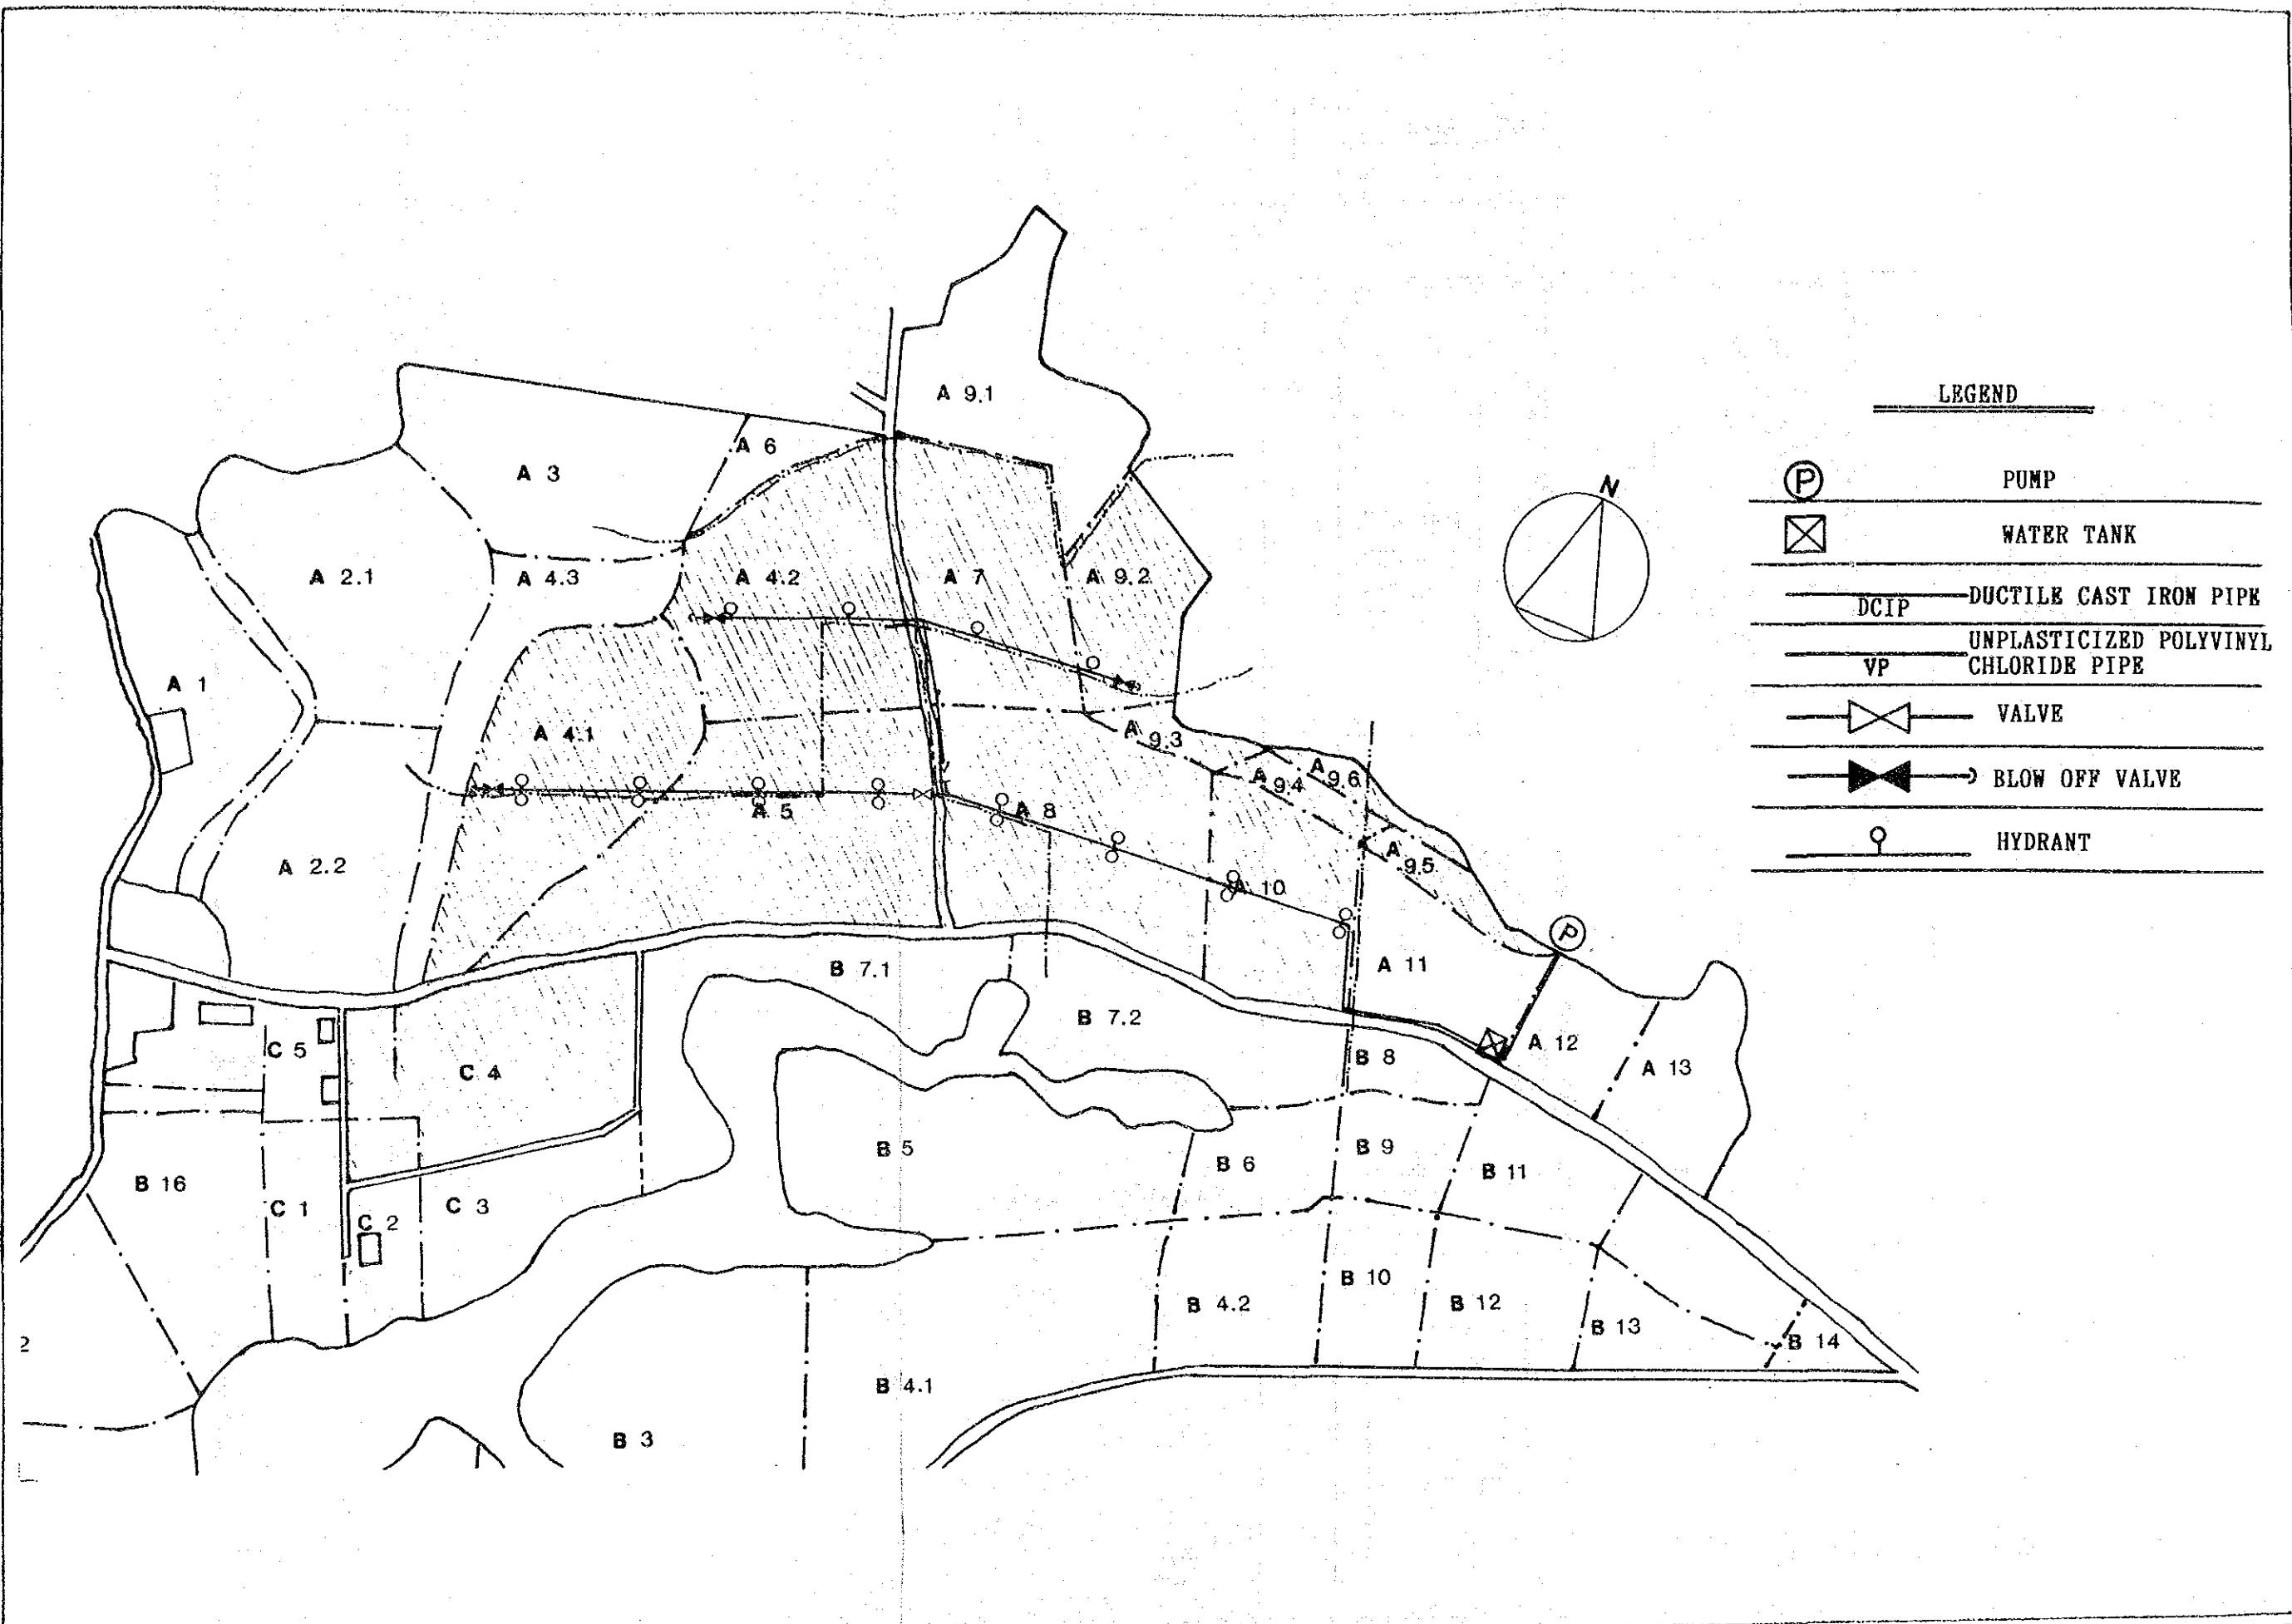 A 9.1
LEGEND
A 6
A 3
N
P PUMP
WATER TANK
A 2.1
A 4.3
A 4.2
A 7
A 9.2
DCIP DUCTILE CAST IRON PIPE
UNPLASTICIZED POLYVINYL
VP CHLORIDE PIPE
A 1
VALVE
A 4.1
A 9.3
A 9.4
A 9.6
BLOW OFF VALVE
A 5
A 8
HYDRANT
A 2.2
A 9.5
A 10
P
B 7.1
A 11
B 7.2
C 5
C 4
B 8
A 12
A 13
B 5
B 6
B 9
B 11
B 16
C 1
C 2
C 3
B 10
B 4.2
B 12
B 13
B 14
2
B 4.1
B 3